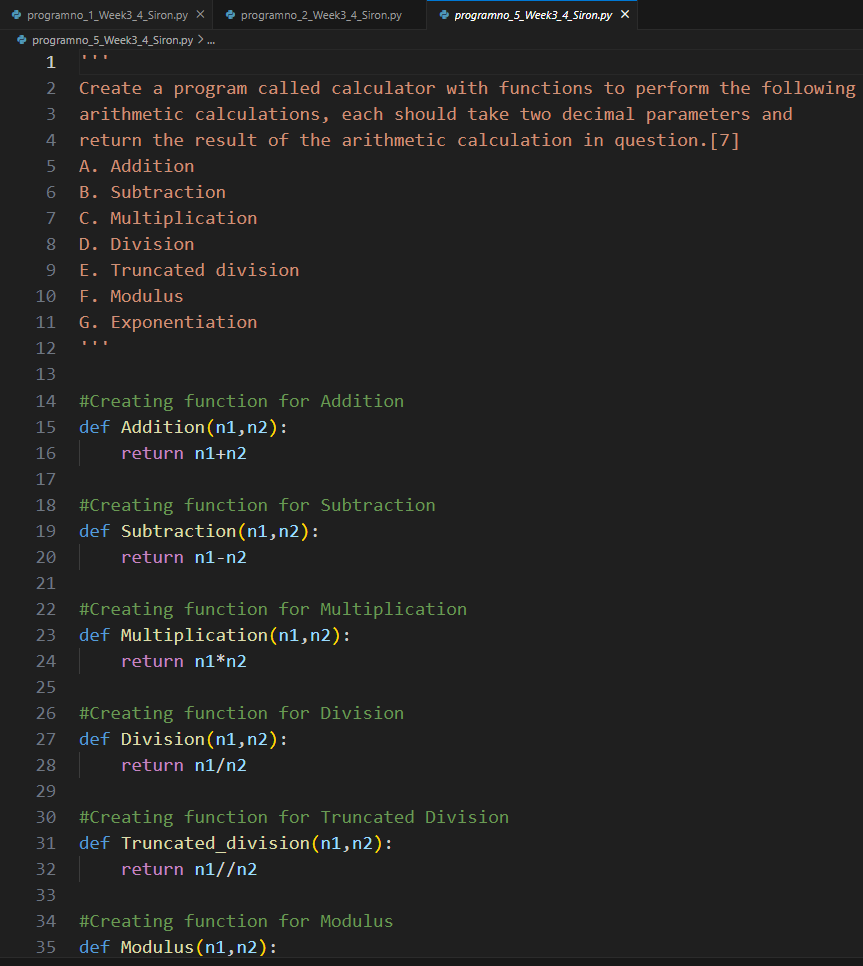 programno_1_Week3_4_Siron.py × programno_2_Week3_4_Siron.py programno_5_Week3_4_Siron.py ×
programno_5_Week3_4_Siron.py > ...
1 '''
2 Create a program called calculator with functions to perform the following
3 arithmetic calculations, each should take two decimal parameters and
4 return the result of the arithmetic calculation in question.[7]
5 A. Addition
6 B. Subtraction
7 C. Multiplication
8 D. Division
9 E. Truncated division
10 F. Modulus
11 G. Exponentiation
12 '''
13
14 #Creating function for Addition
15 def Addition(n1,n2):
16     return n1+n2
17
18 #Creating function for Subtraction
19 def Subtraction(n1,n2):
20     return n1-n2
21
22 #Creating function for Multiplication
23 def Multiplication(n1,n2):
24     return n1*n2
25
26 #Creating function for Division
27 def Division(n1,n2):
28     return n1/n2
29
30 #Creating function for Truncated Division
31 def Truncated_division(n1,n2):
32     return n1//n2
33
34 #Creating function for Modulus
35 def Modulus(n1,n2):